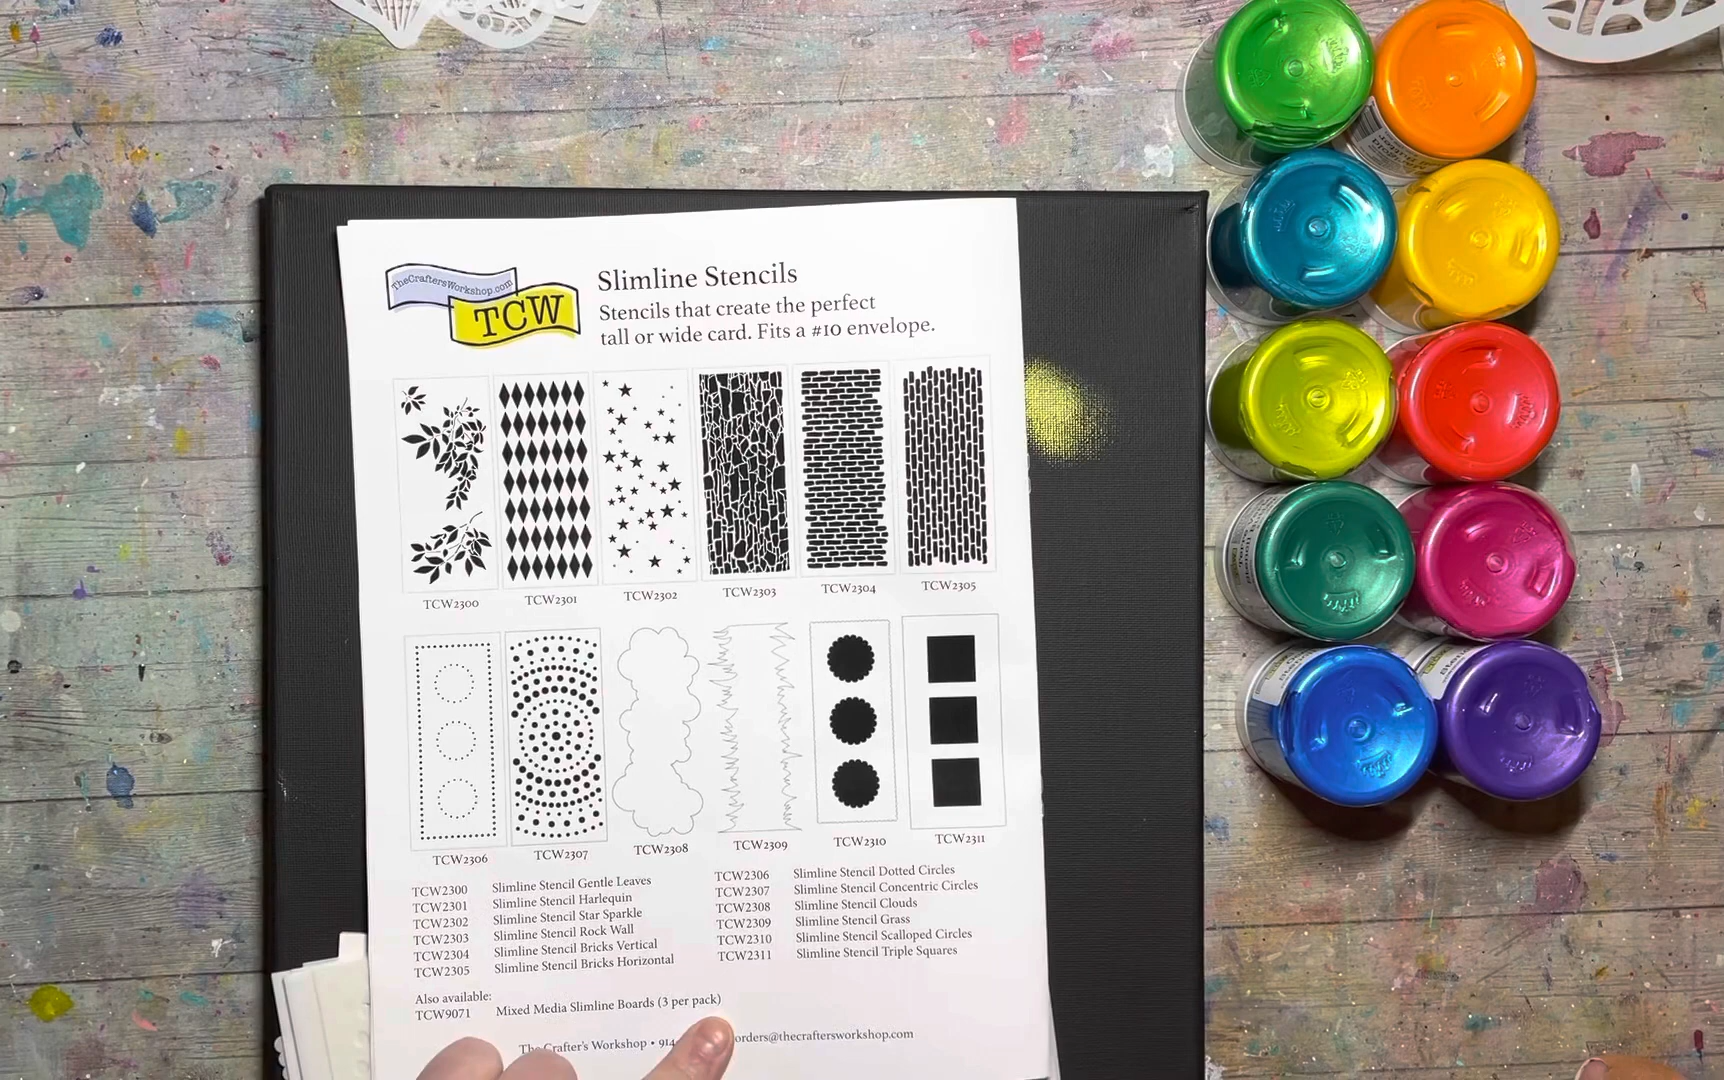 TheCraftersWorkshop.com
TCW
Slimline Stencils
Stencils that create the perfect
tall or wide card. Fits a #10 envelope.
TCW2300 TCW2301 TCW2302 TCW2303 TCW2304 TCW2305
TCW2306 TCW2307 TCW2308 TCW2309 TCW2310 TCW2311
TCW2300 Slimline Stencil Gentle Leaves
TCW2301 Slimline Stencil Harlequin
TCW2302 Slimline Stencil Star Sparkle
TCW2303 Slimline Stencil Rock Wall
TCW2304 Slimline Stencil Bricks Vertical
TCW2305 Slimline Stencil Bricks Horizontal
TCW2306 Slimline Stencil Dotted Circles
TCW2307 Slimline Stencil Concentric Circles
TCW2308 Slimline Stencil Clouds
TCW2309 Slimline Stencil Grass
TCW2310 Slimline Stencil Scalloped Circles
TCW2311 Slimline Stencil Triple Squares
Also available:
TCW9071 Mixed Media Slimline Boards (3 per pack)
The Crafter's Workshop • 914 orders@thecraftersworkshop.com